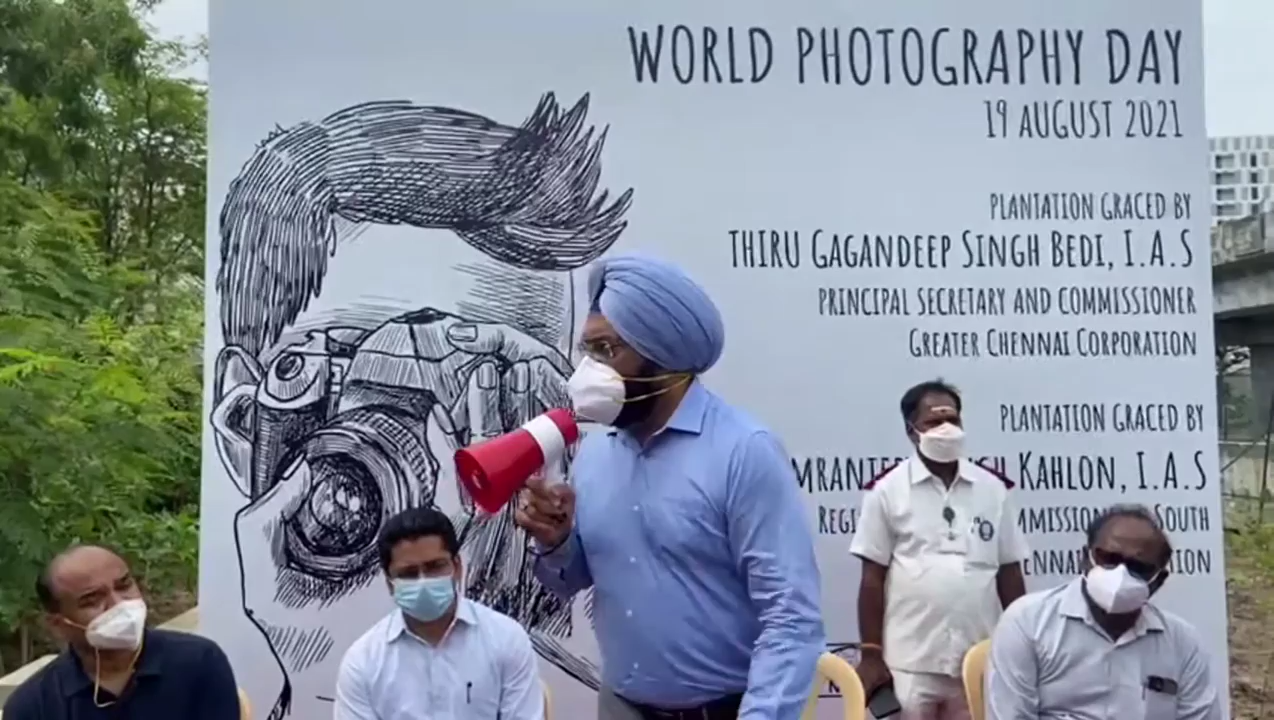 WORLD PHOTOGRAPHY DAY
19 AUGUST 2021
PLANTATION GRACED BY
THIRU GAGANDEEP SINGH BEDI, I.A.S
PRINCIPAL SECRETARY AND COMMISSIONER
GREATER CHENNAI CORPORATION
PLANTATION GRACED BY
KAHLON, I.A.S
SOUTH